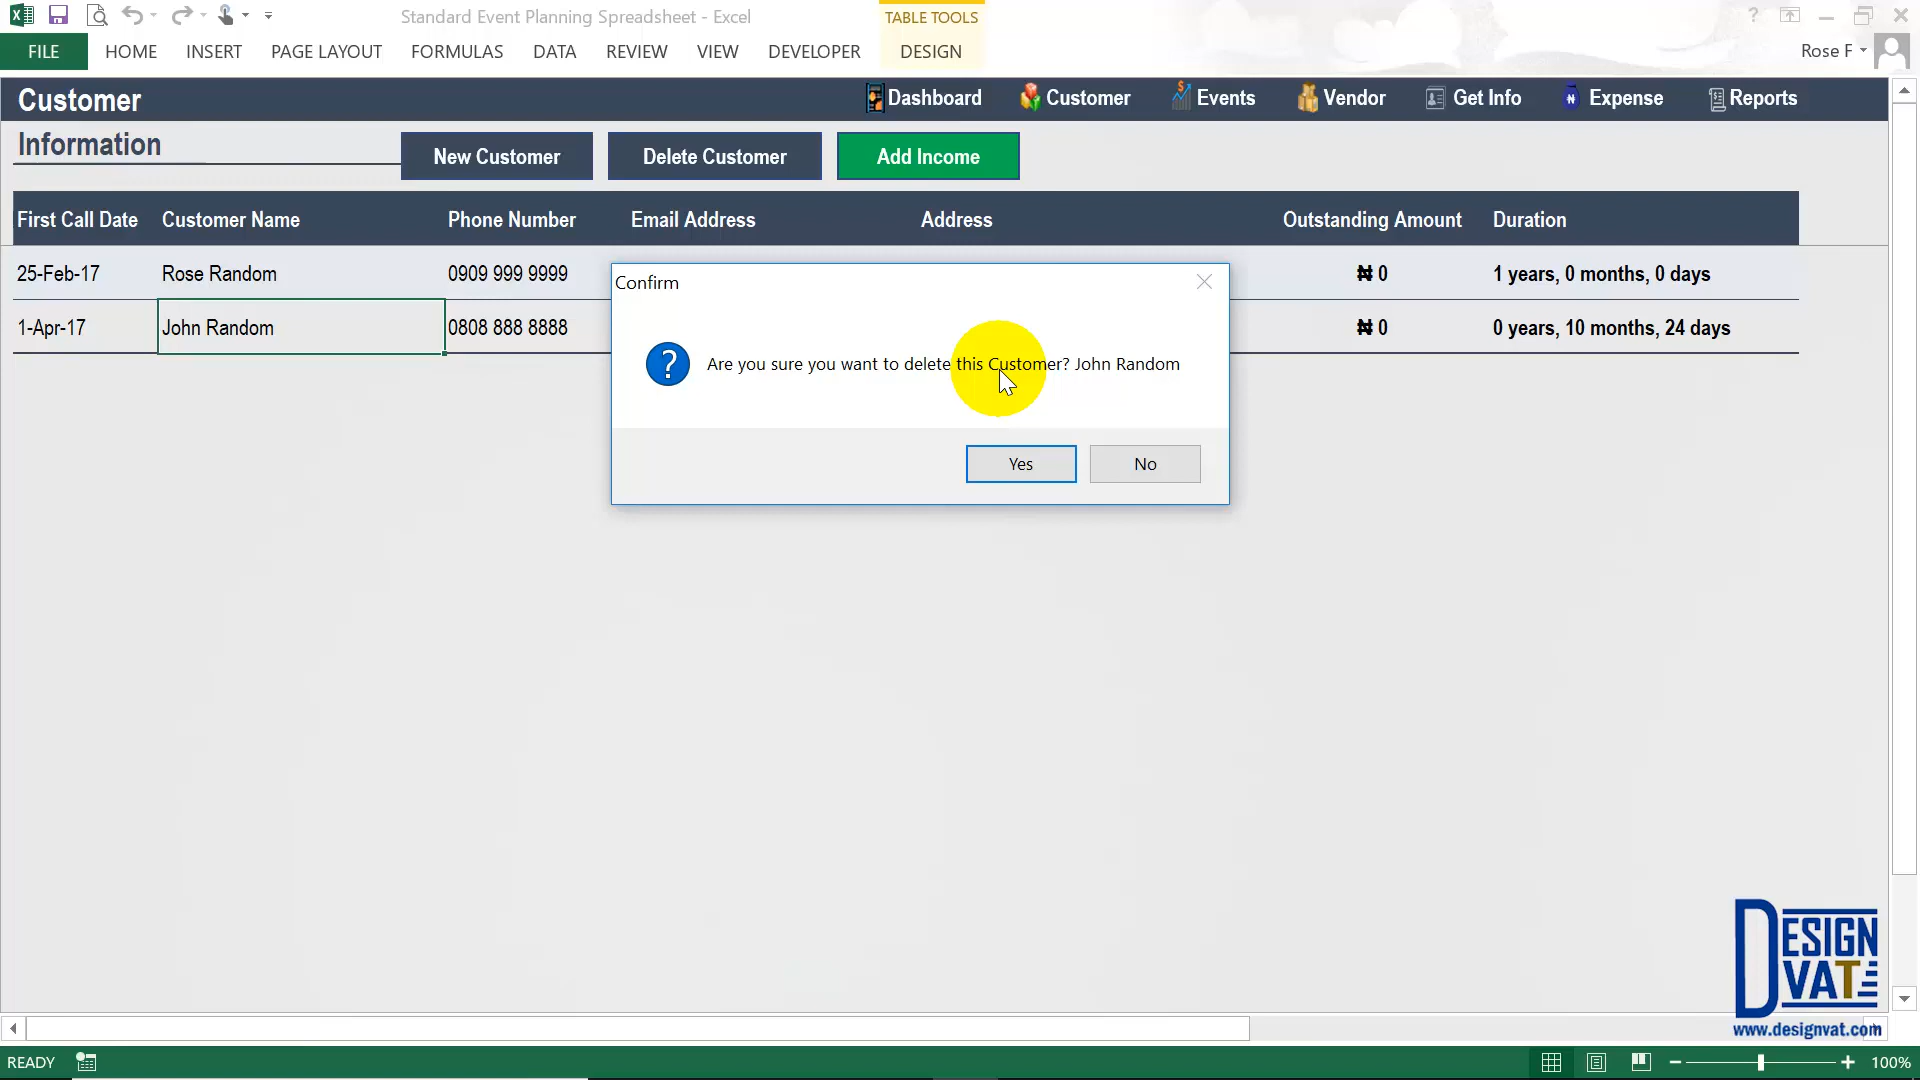 Standard Event Planning Spreadsheet - Excel
TABLE TOOLS
FILE HOME INSERT PAGE LAYOUT FORMULAS DATA REVIEW VIEW DEVELOPER DESIGN Rose F
Customer Dashboard Customer Events Vendor Get Info Expense Reports
Information
New Customer Delete Customer Add Income
First Call Date Customer Name Phone Number Email Address Address Outstanding Amount Duration
25-Feb-17 Rose Random 0909 999 9999 ₦ 0 1 years, 0 months, 0 days
1-Apr-17 John Random 0808 888 8888 ₦ 0 0 years, 10 months, 24 days
Confirm
Are you sure you want to delete this Customer? John Random
Yes No
DESIGN
VAT
www.designvat.com
READY 100%